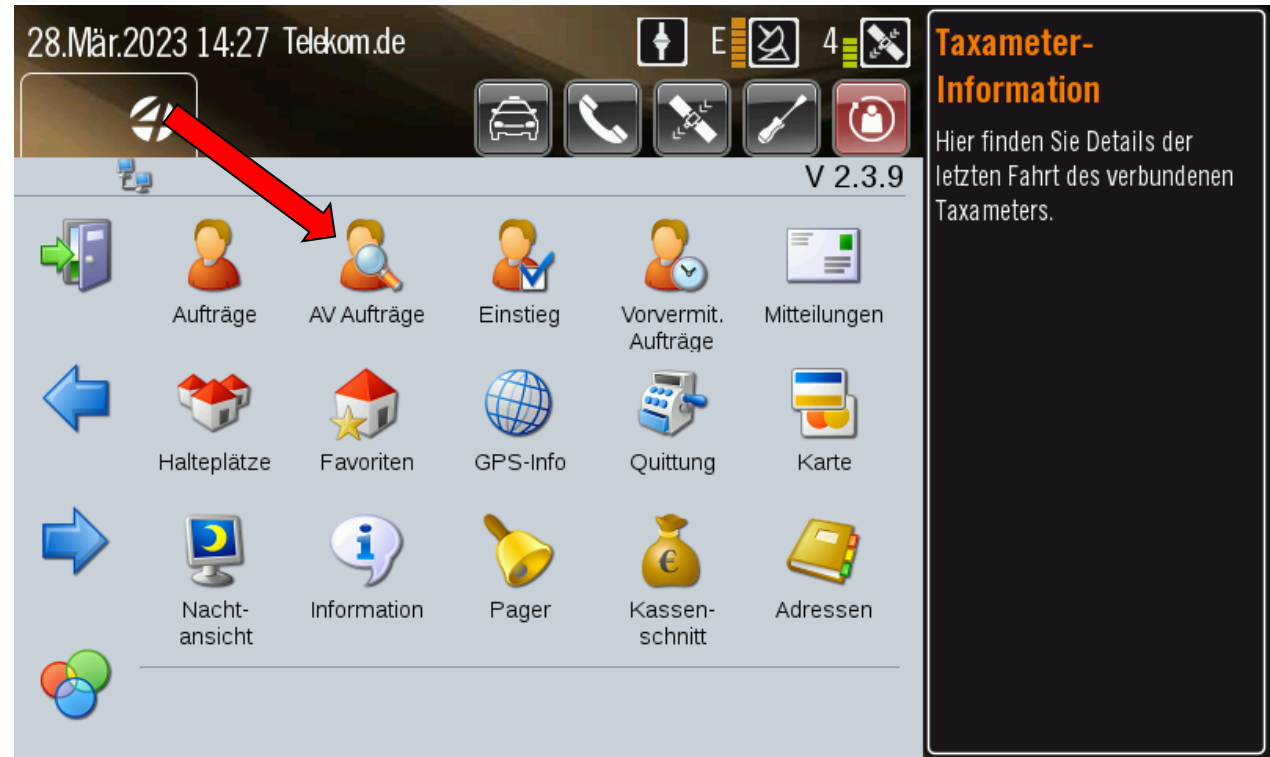 28.Mär.2023 14:27 Telekom.de
E
4
V 2.3.9
Aufträge
AV Aufträge
Einstieg
Vorvermit.
Aufträge
Mitteilungen
Halteplätze
Favoriten
GPS-Info
Quittung
Karte
Nacht-
ansicht
Information
Pager
Kassen-
schnitt
Adressen
Taxameter-
Information
Hier finden Sie Details der
letzten Fahrt des verbundenen
Taxameters.